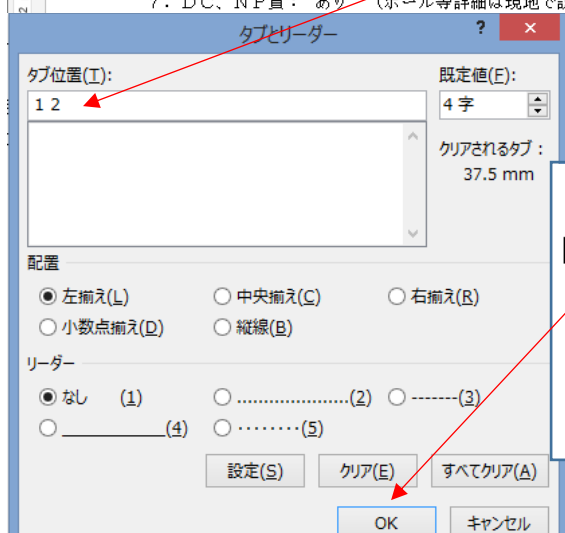 7．ＤＣ、ＮＰ賞： あり （ホール等詳細は現地で
タブとリーダー ? ×
タブ位置(T): 既定値(F):
１２ 4 字
クリアされるタブ：
37.5 mm
配置
左揃え(L) 中央揃え(C) 右揃え(R)
小数点揃え(D) 縦線(B)
リーダー
なし (1) .....................(2) -------(3)
____________(4) ········(5)
設定(S) クリア(E) すべてクリア(A)
OK キャンセル